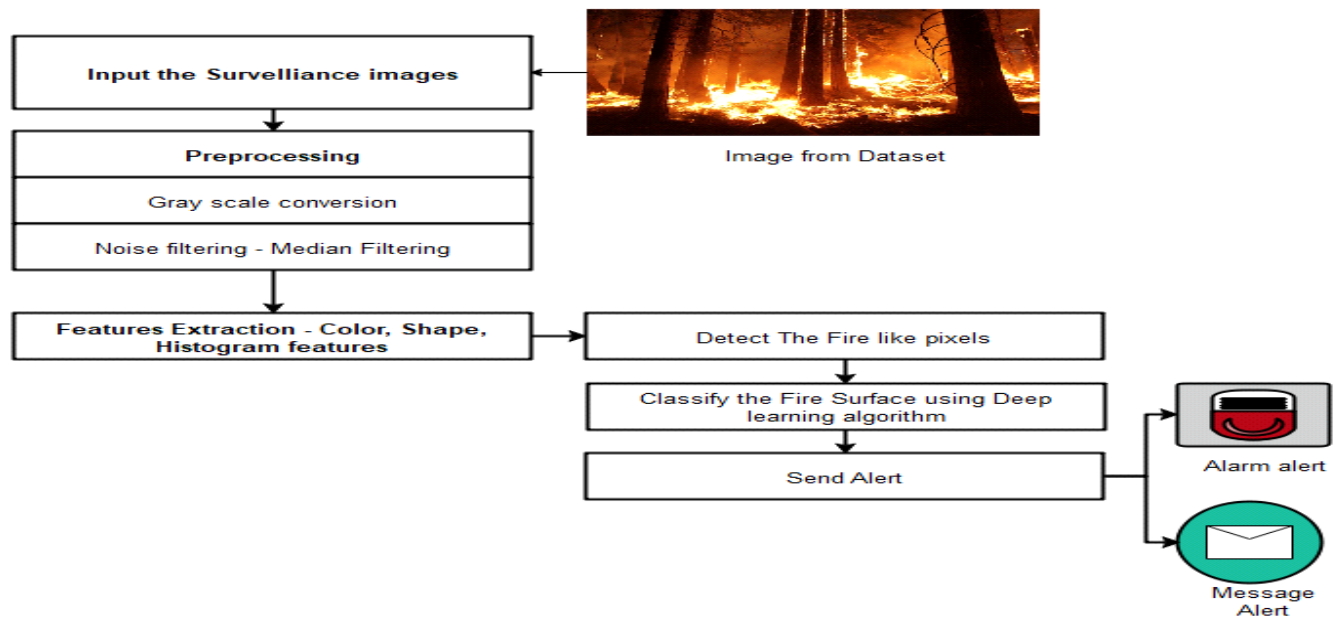 Input the Survelliance images
Image from Dataset
Preprocessing
Gray scale conversion
Noise filtering - Median Filtering
Features Extraction - Color, Shape,
Histogram features
Detect The Fire like pixels
Classify the Fire Surface using Deep
learning algorithm
Send Alert
Alarm alert
Message
Alert